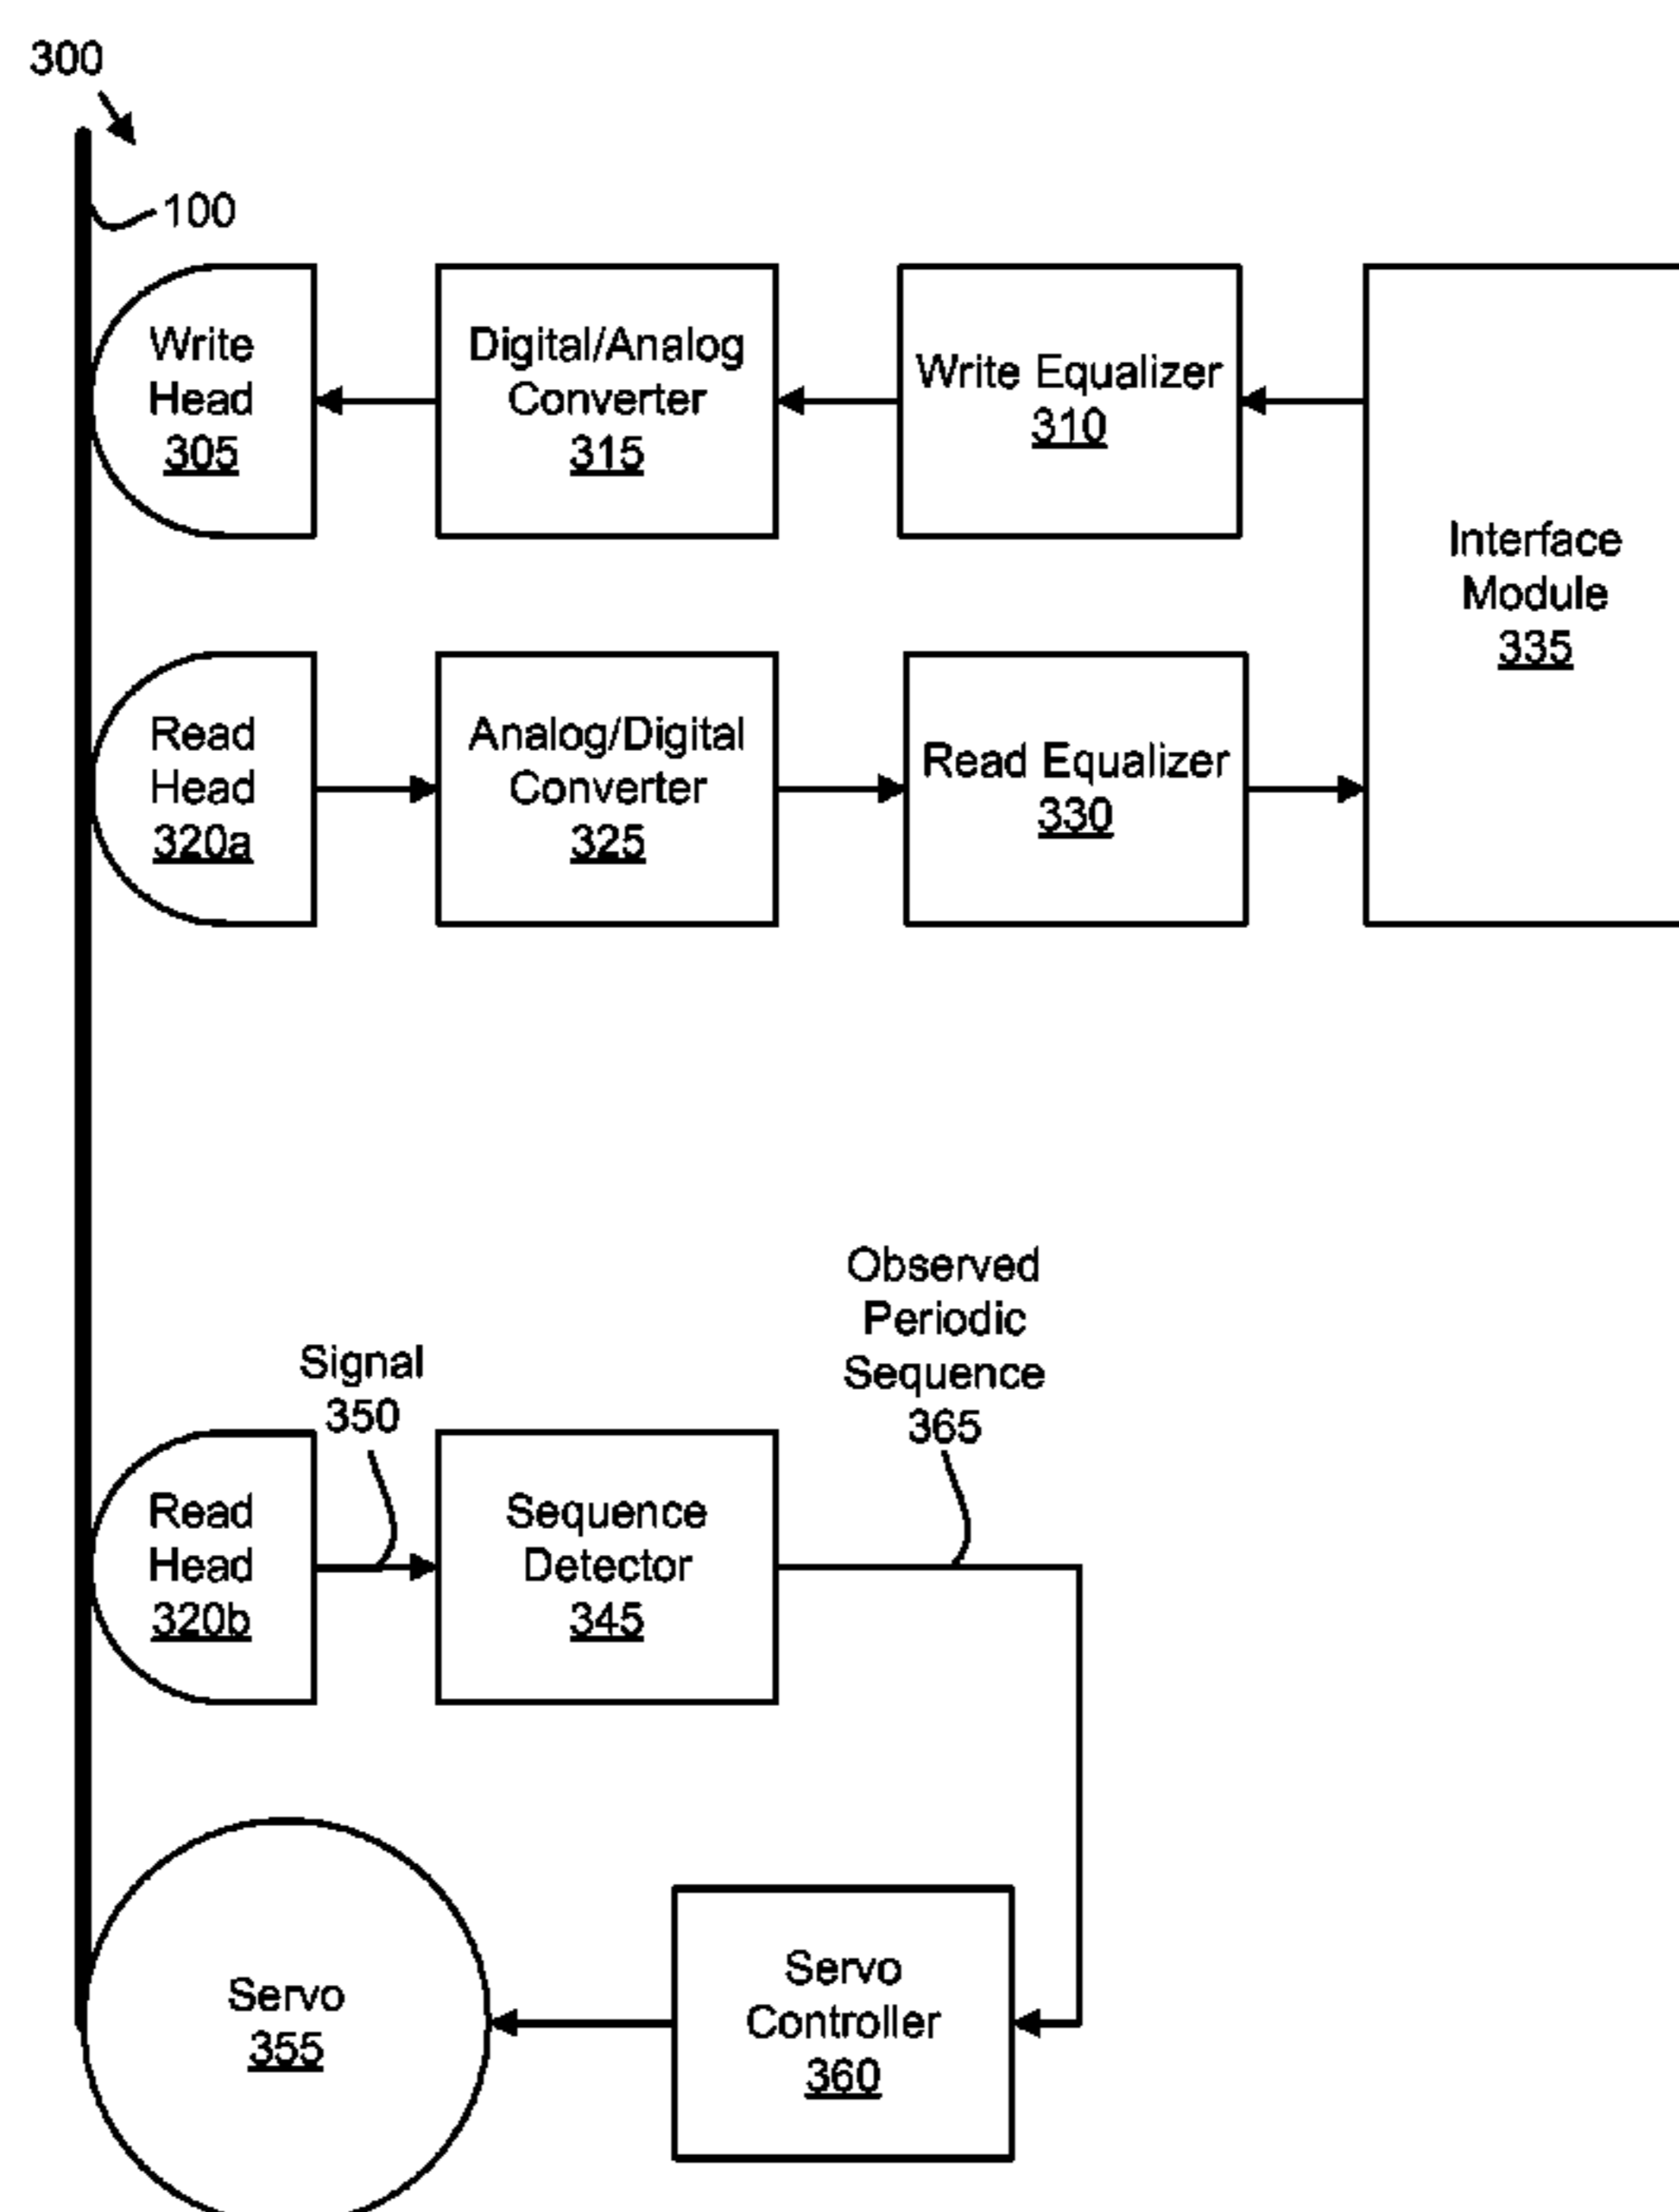 300
100
Write
Head
305
Digital/Analog
Converter
315
Write Equalizer
310
Interface
Module
335
Read
Head
320a
Analog/Digital
Converter
325
Read Equalizer
330
Signal
350
Observed
Periodic
Sequence
365
Read
Head
320b
Sequence
Detector
345
Servo
355
Servo
Controller
360